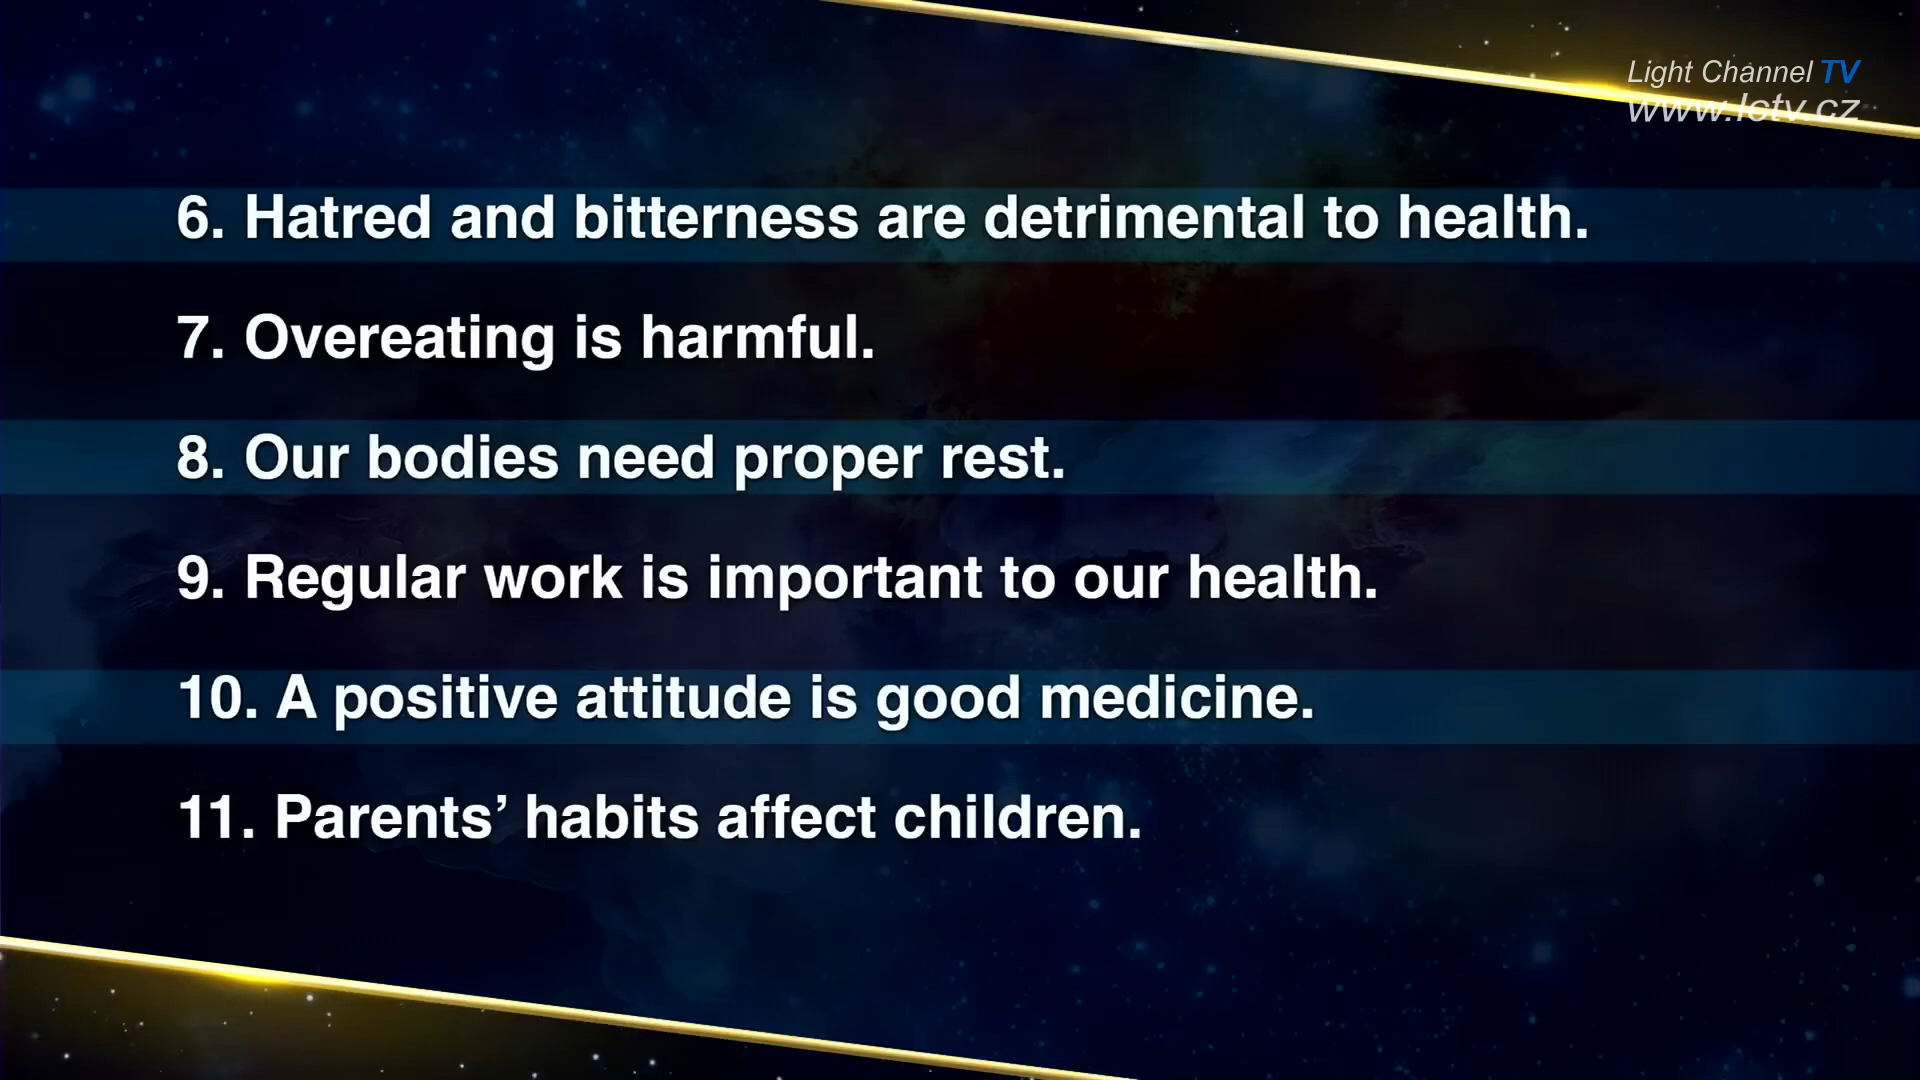 Light Channel TV
www.lctv.cz
6. Hatred and bitterness are detrimental to health.
7. Overeating is harmful.
8. Our bodies need proper rest.
9. Regular work is important to our health.
10. A positive attitude is good medicine.
11. Parents’ habits affect children.